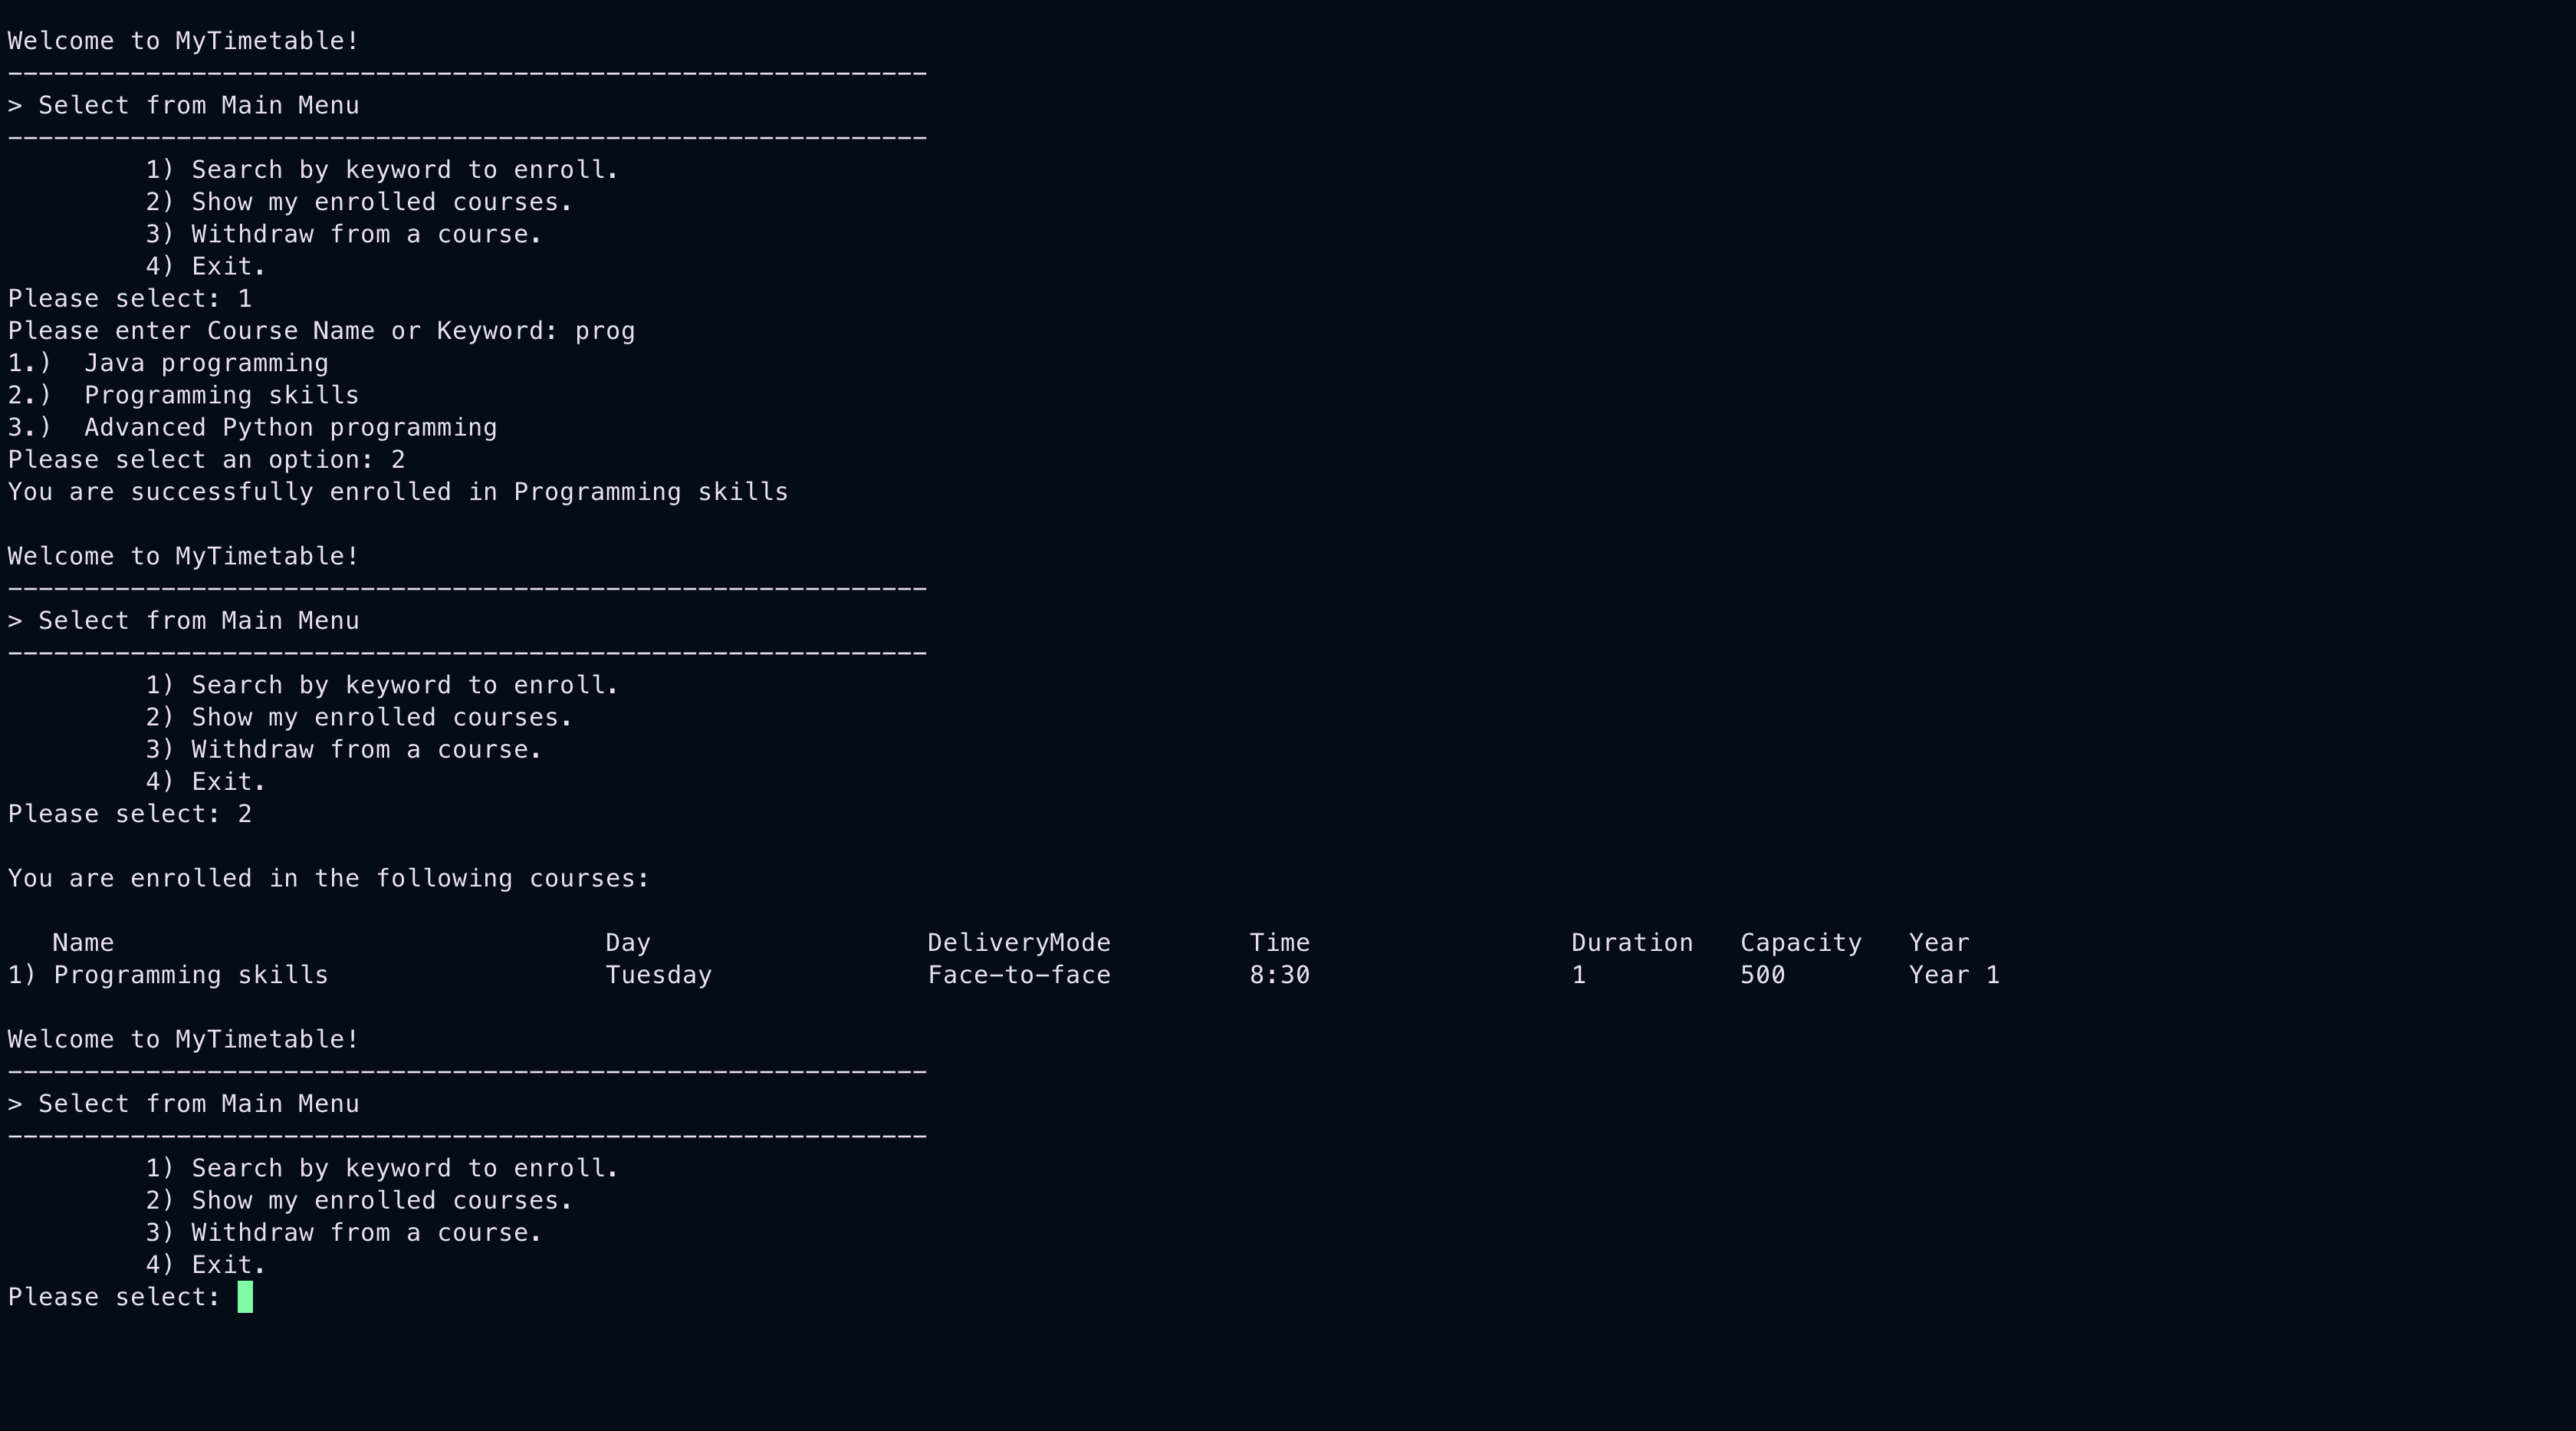 Welcome to MyTimetable!
------------------------------------------------------------
> Select from Main Menu
------------------------------------------------------------
         1) Search by keyword to enroll.
         2) Show my enrolled courses.
         3) Withdraw from a course.
         4) Exit.
Please select: 1
Please enter Course Name or Keyword: prog
1.)  Java programming
2.)  Programming skills
3.)  Advanced Python programming
Please select an option: 2
You are successfully enrolled in Programming skills

Welcome to MyTimetable!
------------------------------------------------------------
> Select from Main Menu
------------------------------------------------------------
         1) Search by keyword to enroll.
         2) Show my enrolled courses.
         3) Withdraw from a course.
         4) Exit.
Please select: 2

You are enrolled in the following courses:

   Name                                Day                  DeliveryMode         Time                 Duration   Capacity   Year
1) Programming skills                  Tuesday              Face-to-face         8:30                 1          500        Year 1

Welcome to MyTimetable!
------------------------------------------------------------
> Select from Main Menu
------------------------------------------------------------
         1) Search by keyword to enroll.
         2) Show my enrolled courses.
         3) Withdraw from a course.
         4) Exit.
Please select: